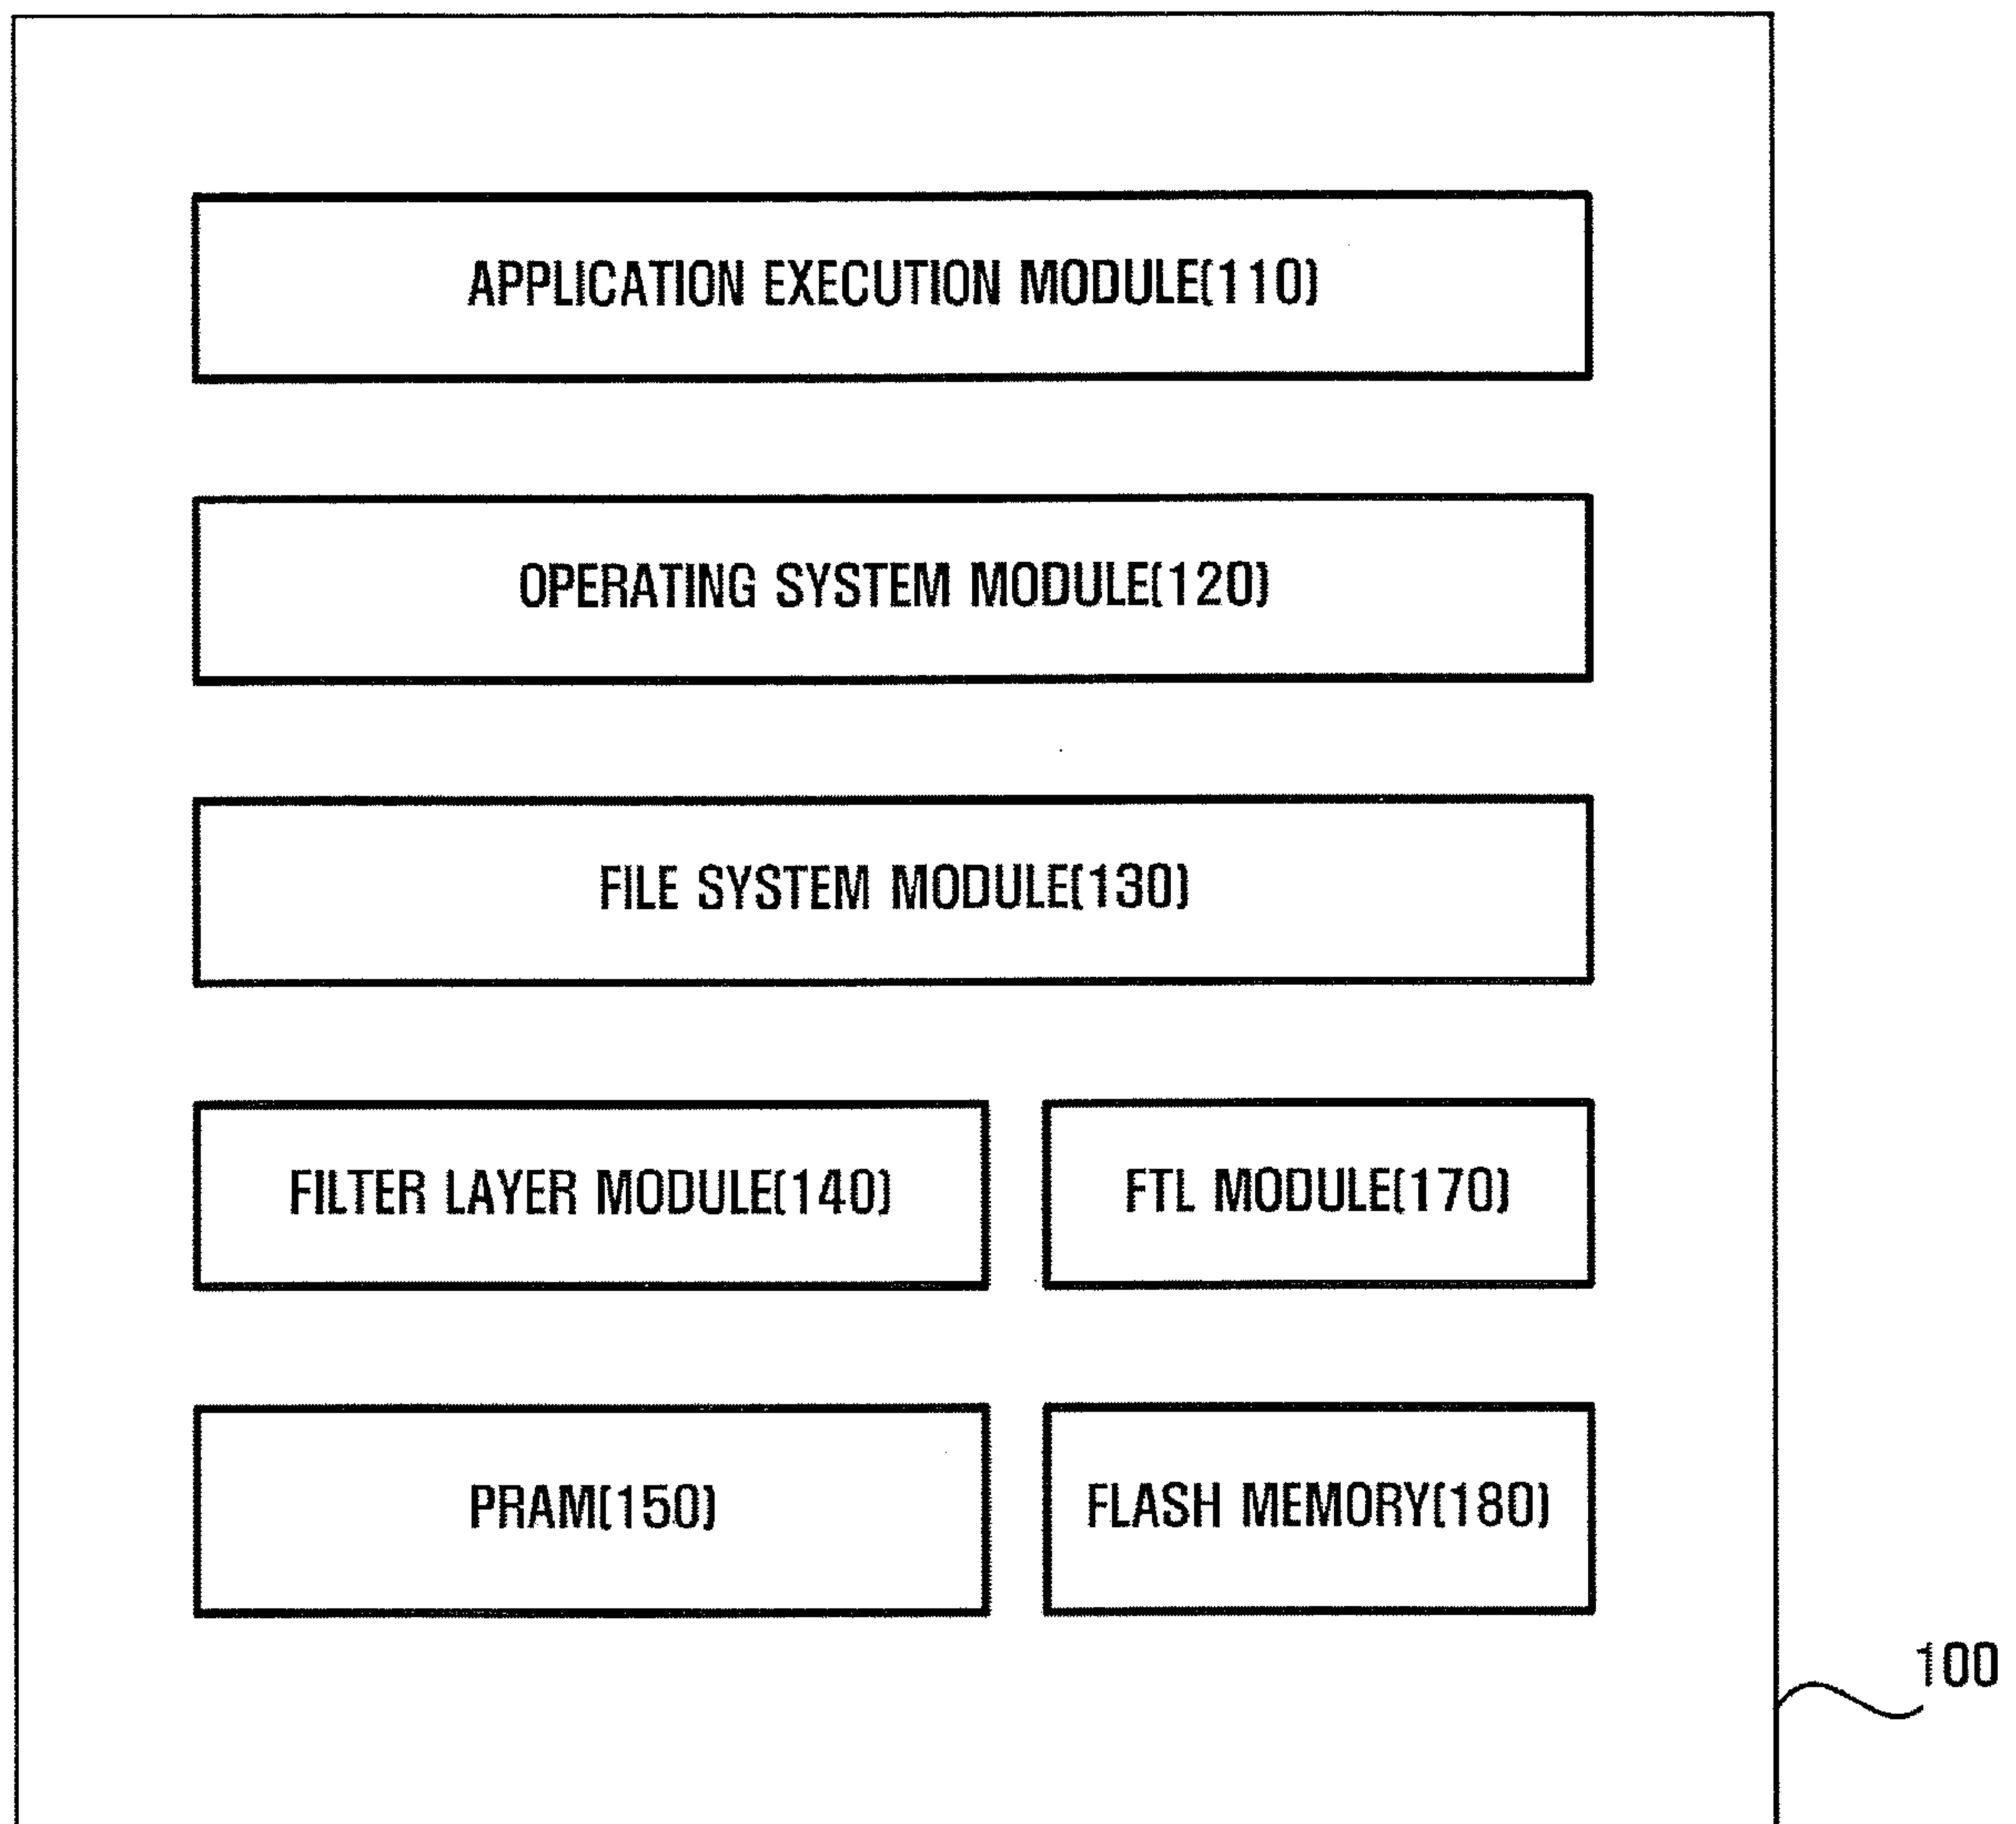 APPLICATION EXECUTION MODULE(110)
OPERATING SYSTEM MODULE(120)
FILE SYSTEM MODULE(130)
FILTER LAYER MODULE(140)
FTL MODULE(170)
PRAM(150)
FLASH MEMORY(180)
100